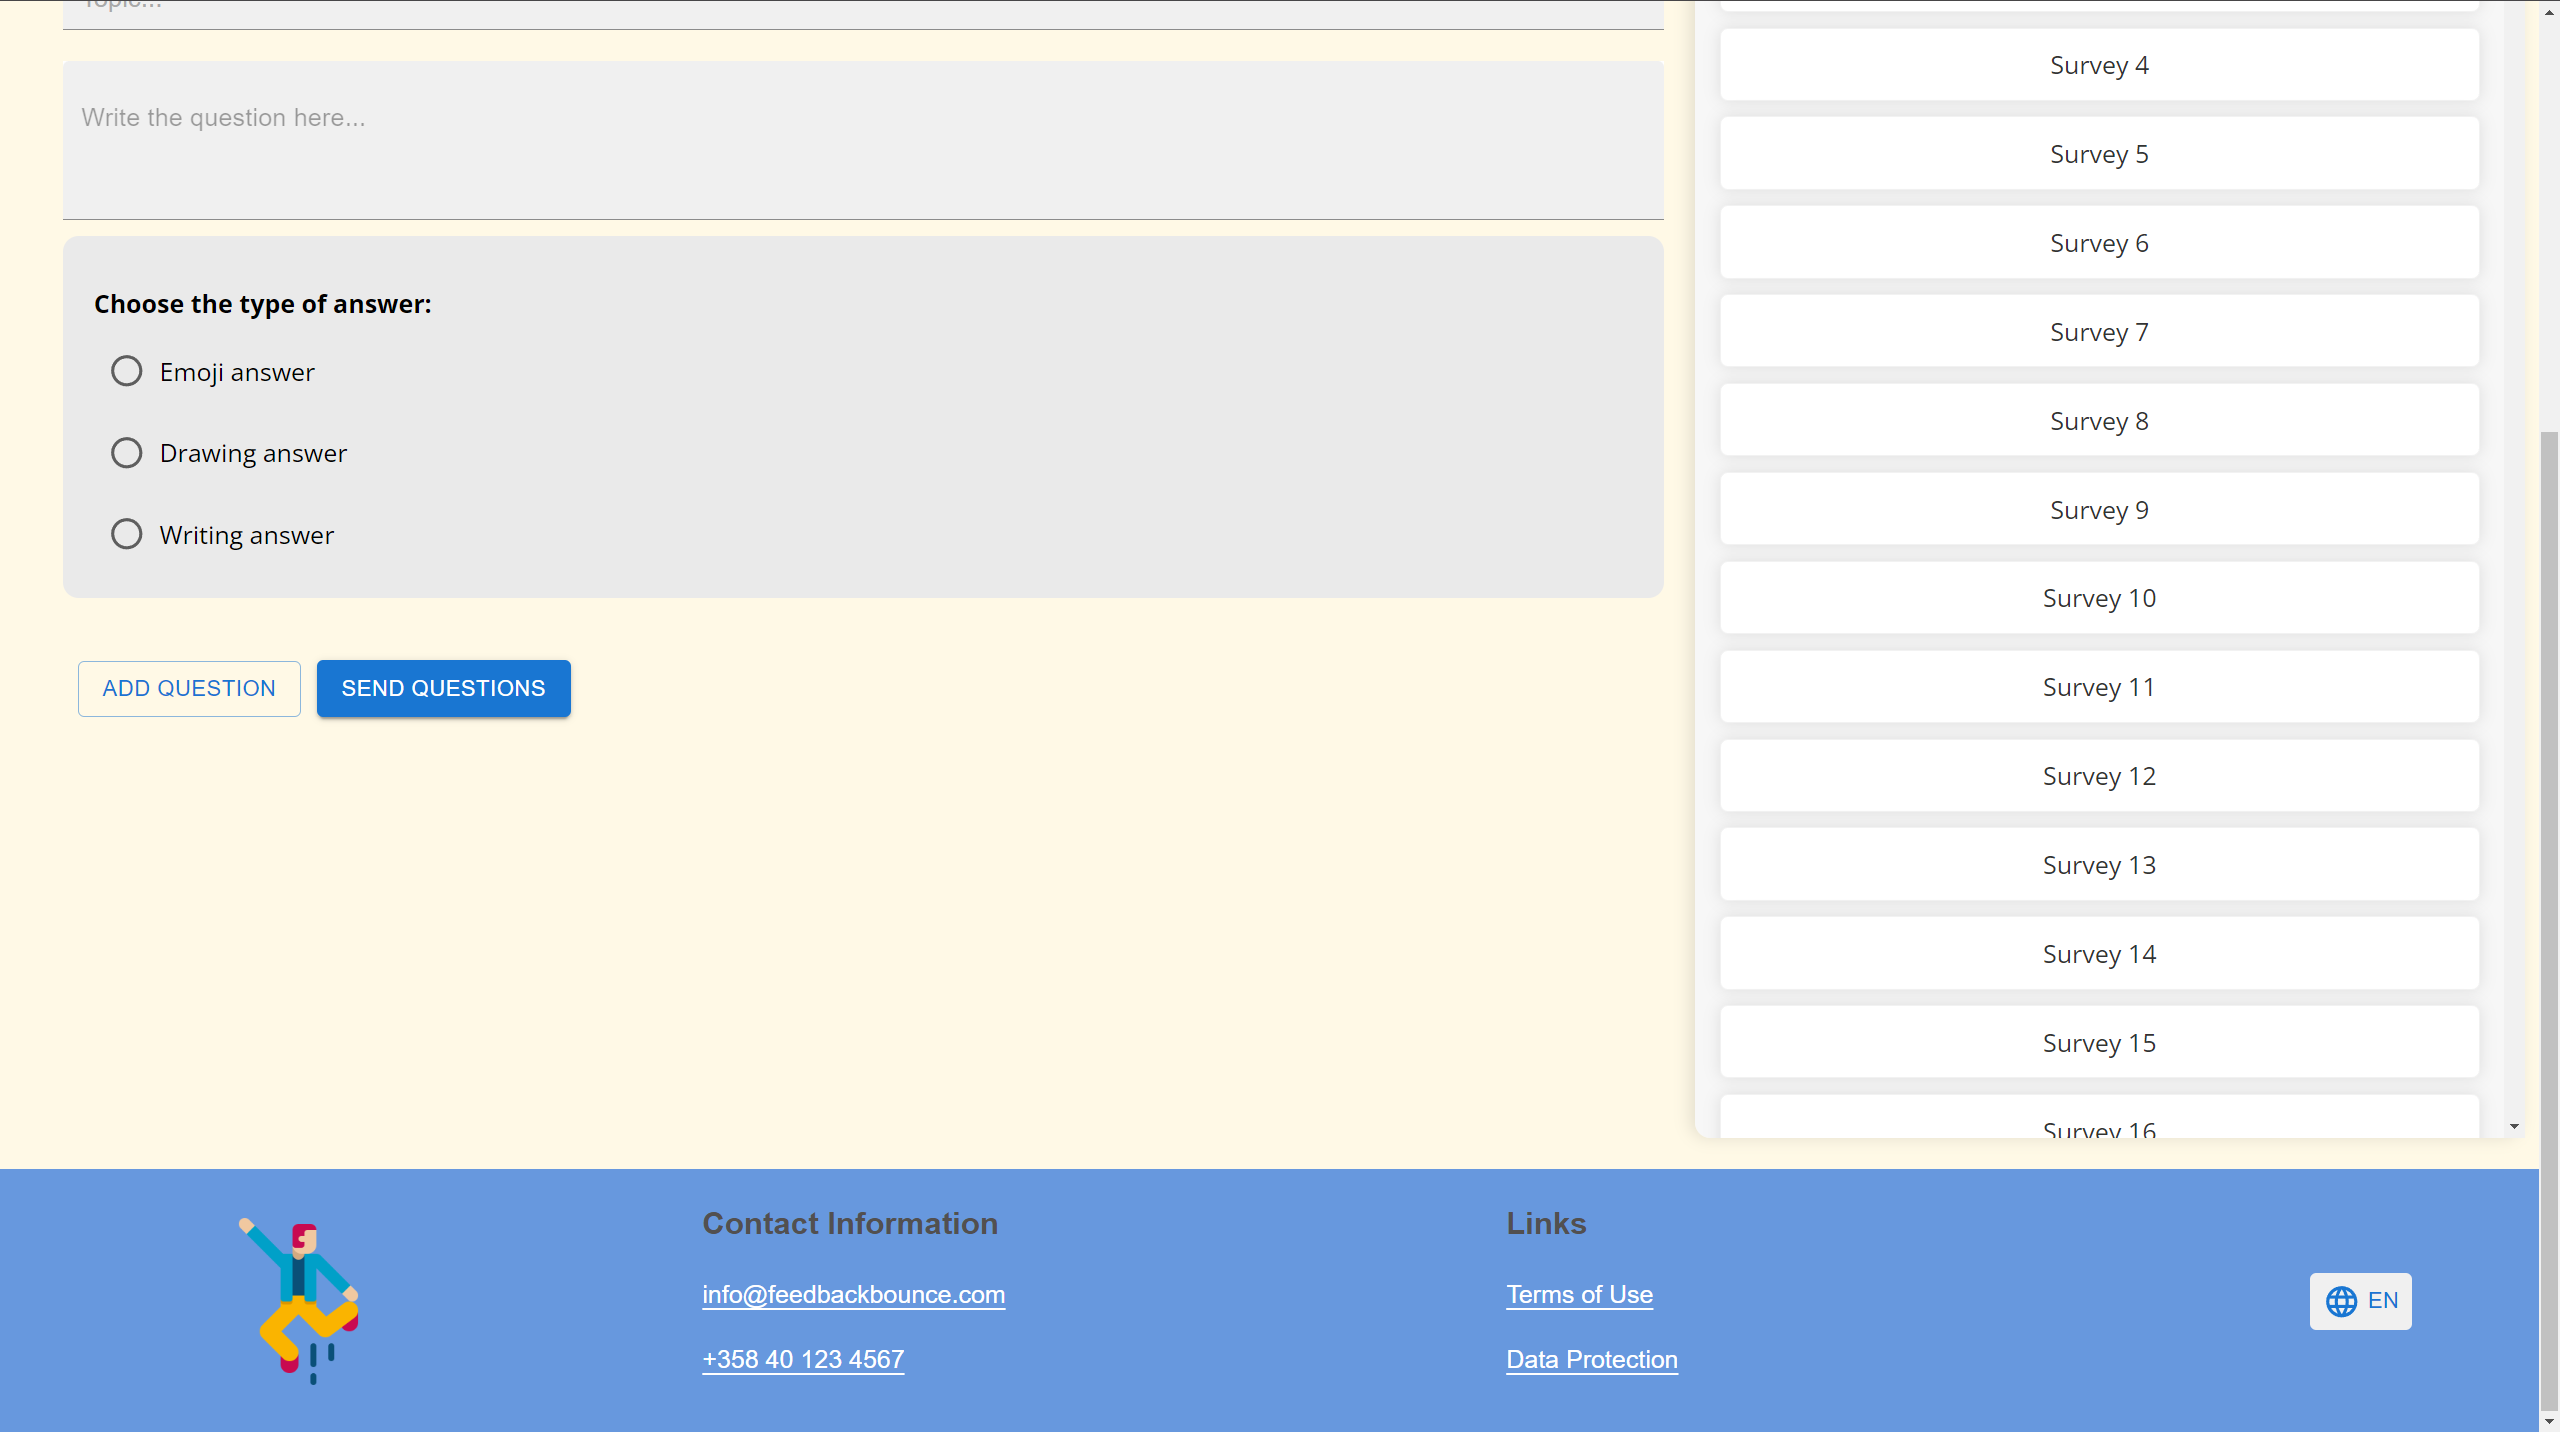 Topic...
Write the question here...
Choose the type of answer:
Emoji answer
Drawing answer
Writing answer
ADD QUESTION
SEND QUESTIONS
Survey 4
Survey 5
Survey 6
Survey 7
Survey 8
Survey 9
Survey 10
Survey 11
Survey 12
Survey 13
Survey 14
Survey 15
Survey 16
Contact Information
info@feedbackbounce.com
+358 40 123 4567
Links
Terms of Use
Data Protection
EN